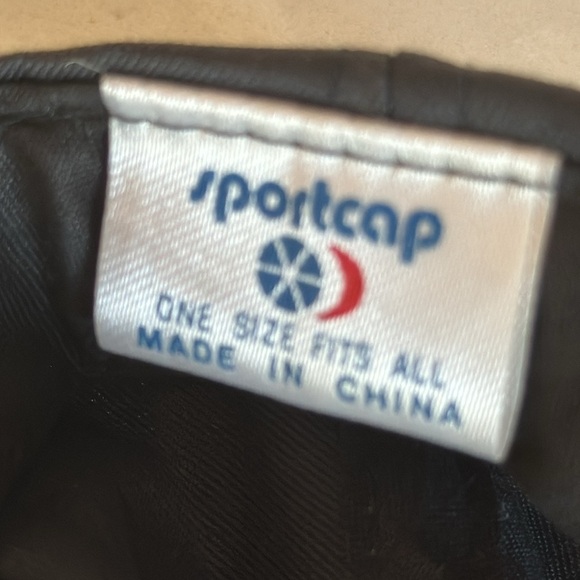 sportcap
ONE SIZE FITS ALL
MADE IN CHINA